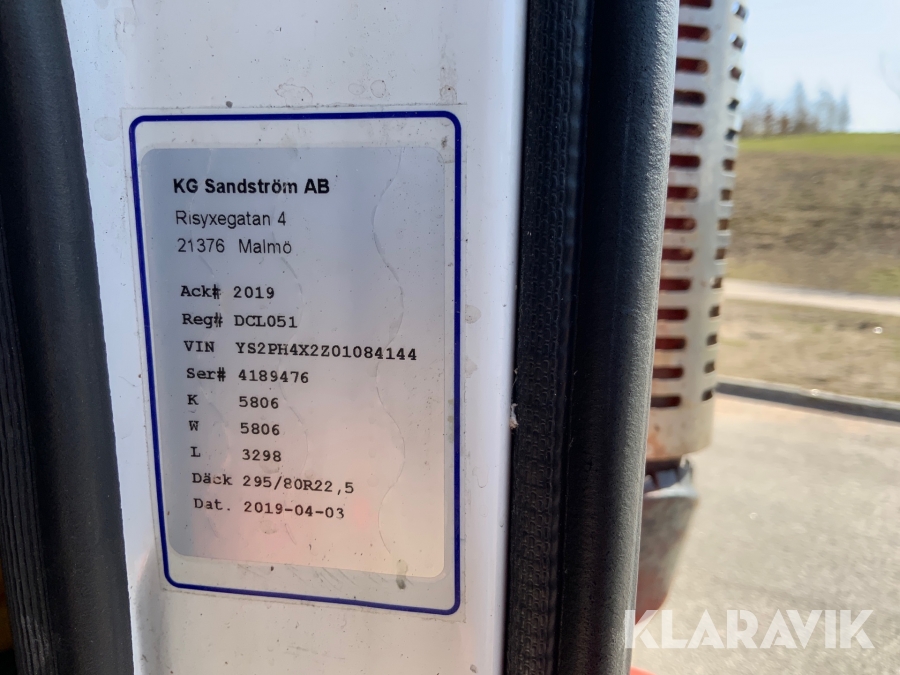 KG Sandström AB
Risyxegatan 4
21376 Malmö
Ack# 2019
Reg# DCL051
VIN YS2PH4X2Z01084144
Ser# 4189476
K 5806
W 5806
L 3298
Däck 295/80R22,5
Dat. 2019-04-03
KLARAVIK